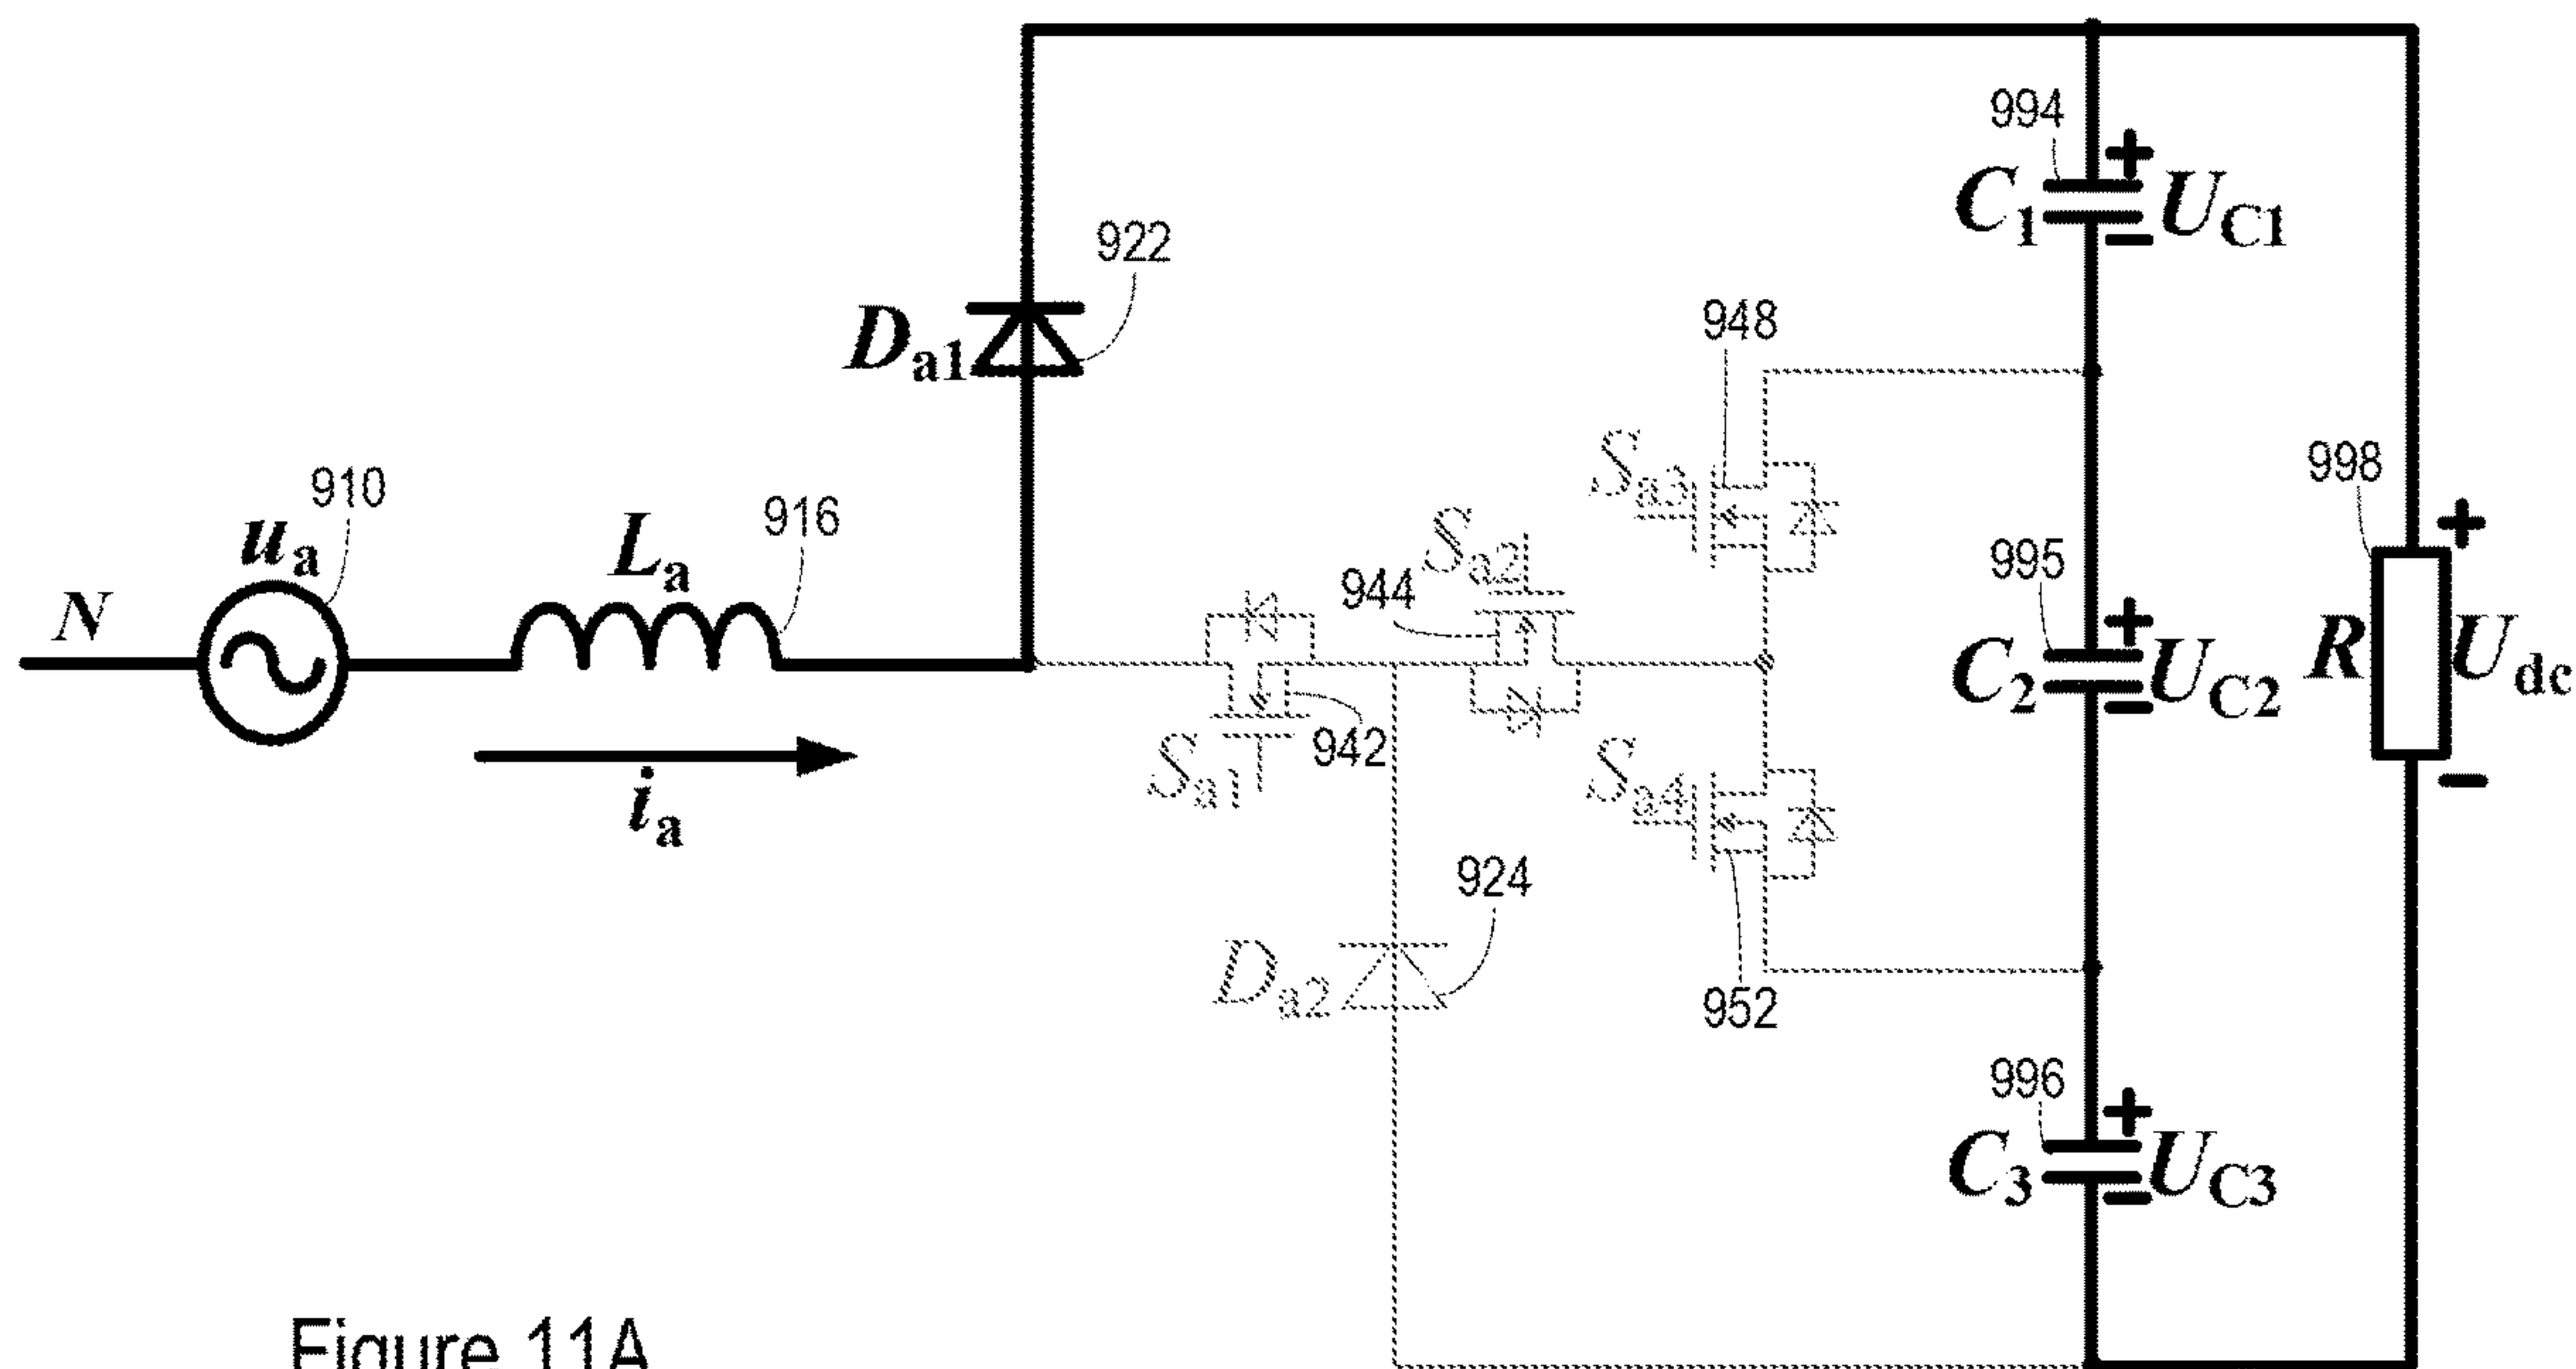 994
+
C1 UC1
−
922
Da1
948
Sa3
910
ua
916
La
N
ia
944
Sa2
942
Sa1
Sa4
952
995
+
C2 UC2
−
998
+
R Udc
−
924
Da2
996
+
C3 UC3
−
Figure 11A